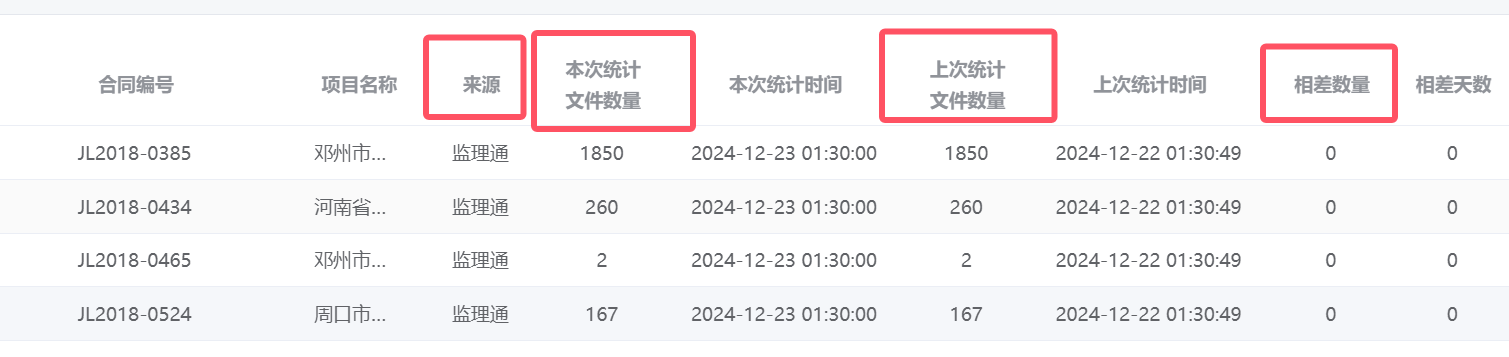 合同编号 项目名称 来源 本次统计 文件数量 本次统计时间 上次统计 文件数量 上次统计时间 相差数量 相差天数
JL2018-0385 邓州市... 监理通 1850 2024-12-23 01:30:00 1850 2024-12-22 01:30:49 0 0
JL2018-0434 河南省... 监理通 260 2024-12-23 01:30:00 260 2024-12-22 01:30:49 0 0
JL2018-0465 邓州市... 监理通 2 2024-12-23 01:30:00 2 2024-12-22 01:30:49 0 0
JL2018-0524 周口市... 监理通 167 2024-12-23 01:30:00 167 2024-12-22 01:30:49 0 0